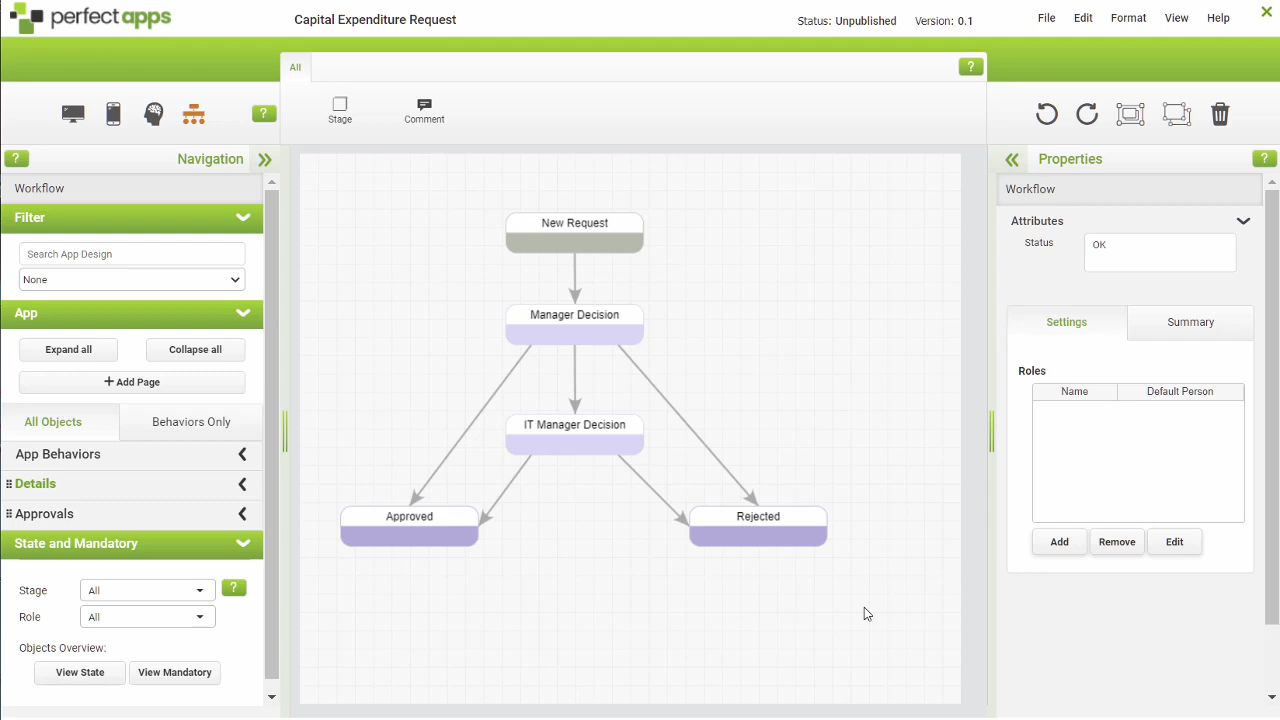 perfect apps
Capital Expenditure Request
Status: Unpublished Version: 0.1
File Edit Format View Help
All
?
?
Stage
Comment
?
Navigation
Workflow
Filter
Search App Design
None
App
Expand all
Collapse all
Add Page
All Objects
Behaviors Only
App Behaviors
Details
Approvals
State and Mandatory
Stage
All
?
Role
All
Objects Overview:
View State
View Mandatory
New Request
Manager Decision
IT Manager Decision
Approved
Rejected
Properties
?
Workflow
Attributes
Status
OK
Settings
Summary
Roles
Name
Default Person
Add
Remove
Edit